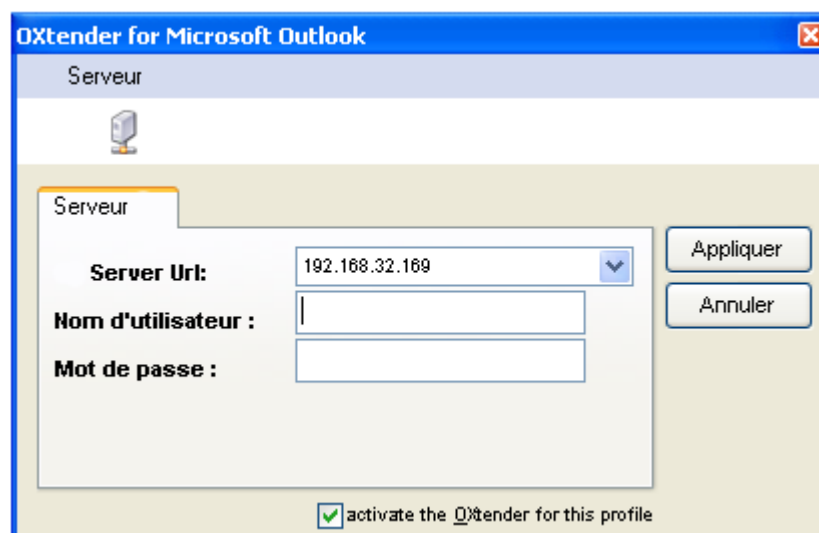 OXtender for Microsoft Outlook
Serveur
Serveur
Server Url:
192.168.32.169
Appliquer
Nom d'utilisateur :
Annuler
Mot de passe :
activate the OXtender for this profile